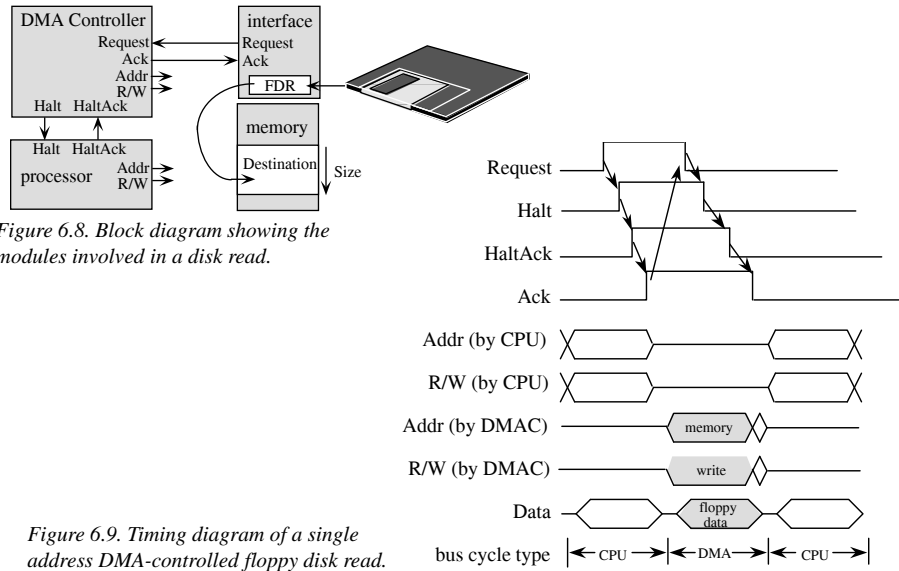 DMA Controller
Request
Ack
Addr
R/W
Halt HaltAck
interface
Request
Ack
FDR
memory
Destination
Size
Halt HaltAck
processor
Addr
R/W
Figure 6.8. Block diagram showing the
modules involved in a disk read.
Request
Halt
HaltAck
Ack
Addr (by CPU)
R/W (by CPU)
Addr (by DMAC)
memory
R/W (by DMAC)
write
Data
floppy
data
bus cycle type
CPU
DMA
CPU
Figure 6.9. Timing diagram of a single
address DMA-controlled floppy disk read.